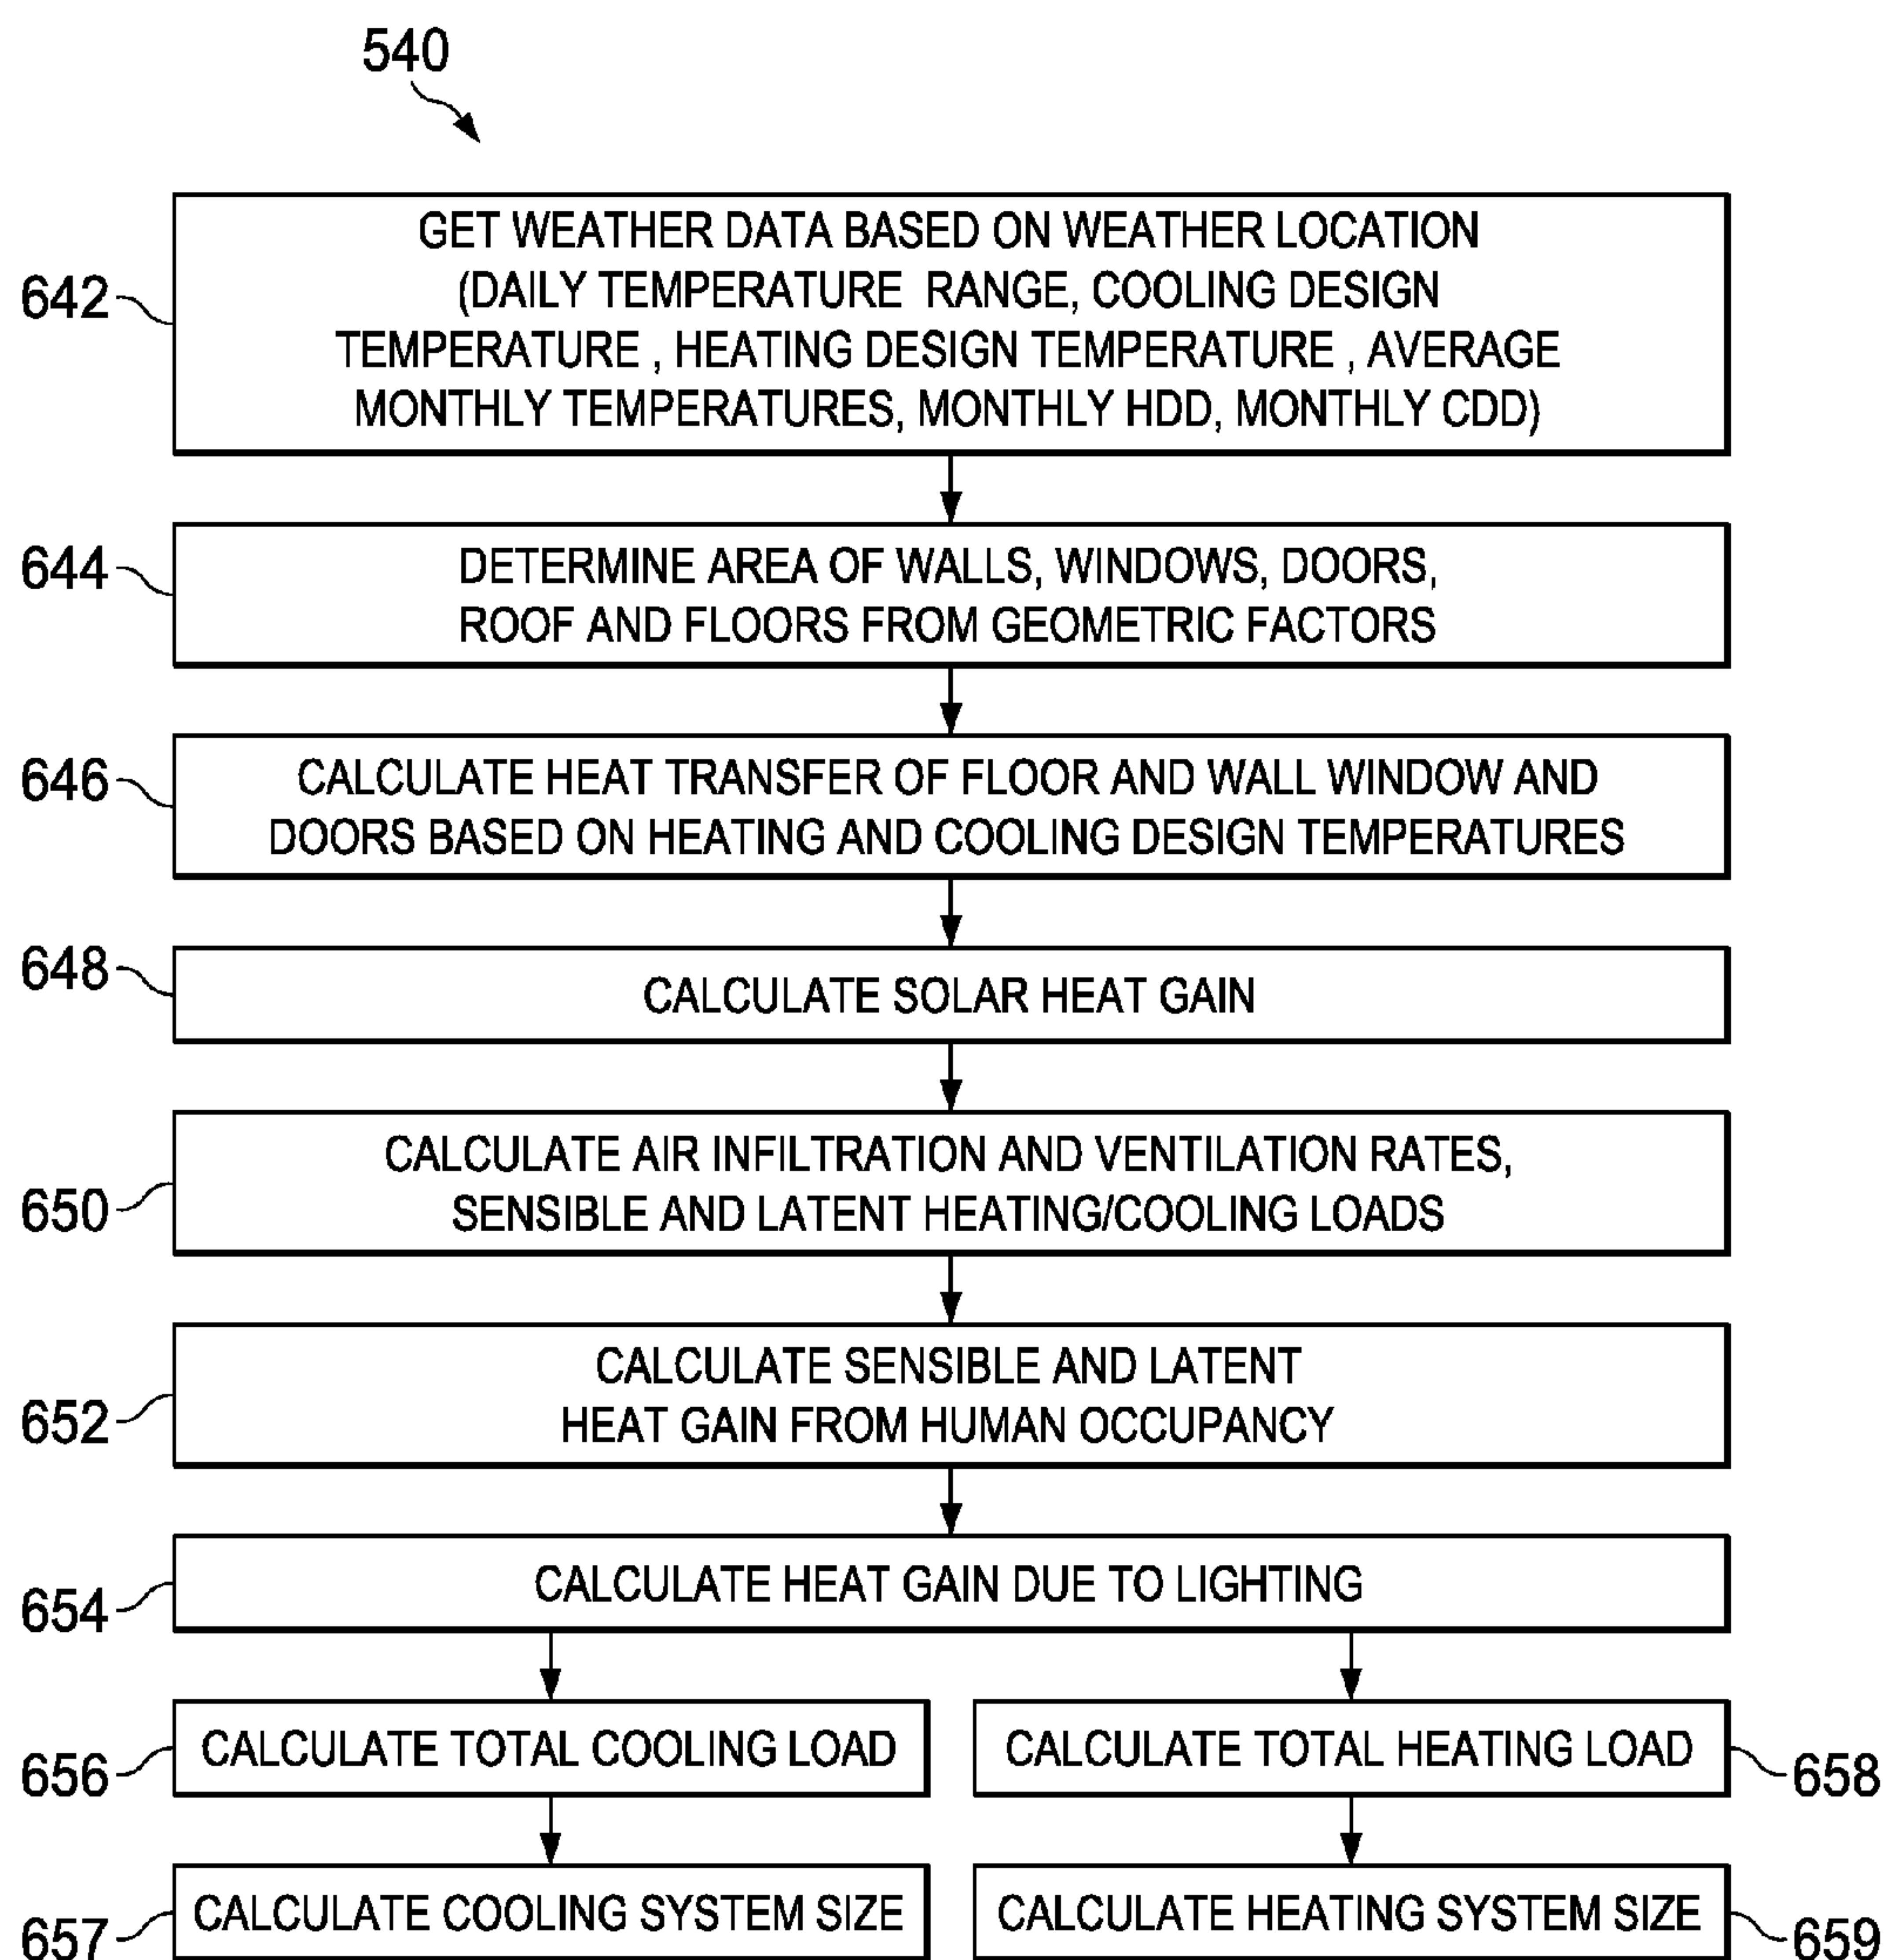 540
642
GET WEATHER DATA BASED ON WEATHER LOCATION
(DAILY TEMPERATURE RANGE, COOLING DESIGN
TEMPERATURE , HEATING DESIGN TEMPERATURE , AVERAGE
MONTHLY TEMPERATURES, MONTHLY HDD, MONTHLY CDD)
644
DETERMINE AREA OF WALLS, WINDOWS, DOORS,
ROOF AND FLOORS FROM GEOMETRIC FACTORS
646
CALCULATE HEAT TRANSFER OF FLOOR AND WALL WINDOW AND
DOORS BASED ON HEATING AND COOLING DESIGN TEMPERATURES
648
CALCULATE SOLAR HEAT GAIN
650
CALCULATE AIR INFILTRATION AND VENTILATION RATES,
SENSIBLE AND LATENT HEATING/COOLING LOADS
652
CALCULATE SENSIBLE AND LATENT
HEAT GAIN FROM HUMAN OCCUPANCY
654
CALCULATE HEAT GAIN DUE TO LIGHTING
656
CALCULATE TOTAL COOLING LOAD
CALCULATE TOTAL HEATING LOAD
658
657
CALCULATE COOLING SYSTEM SIZE
CALCULATE HEATING SYSTEM SIZE
659